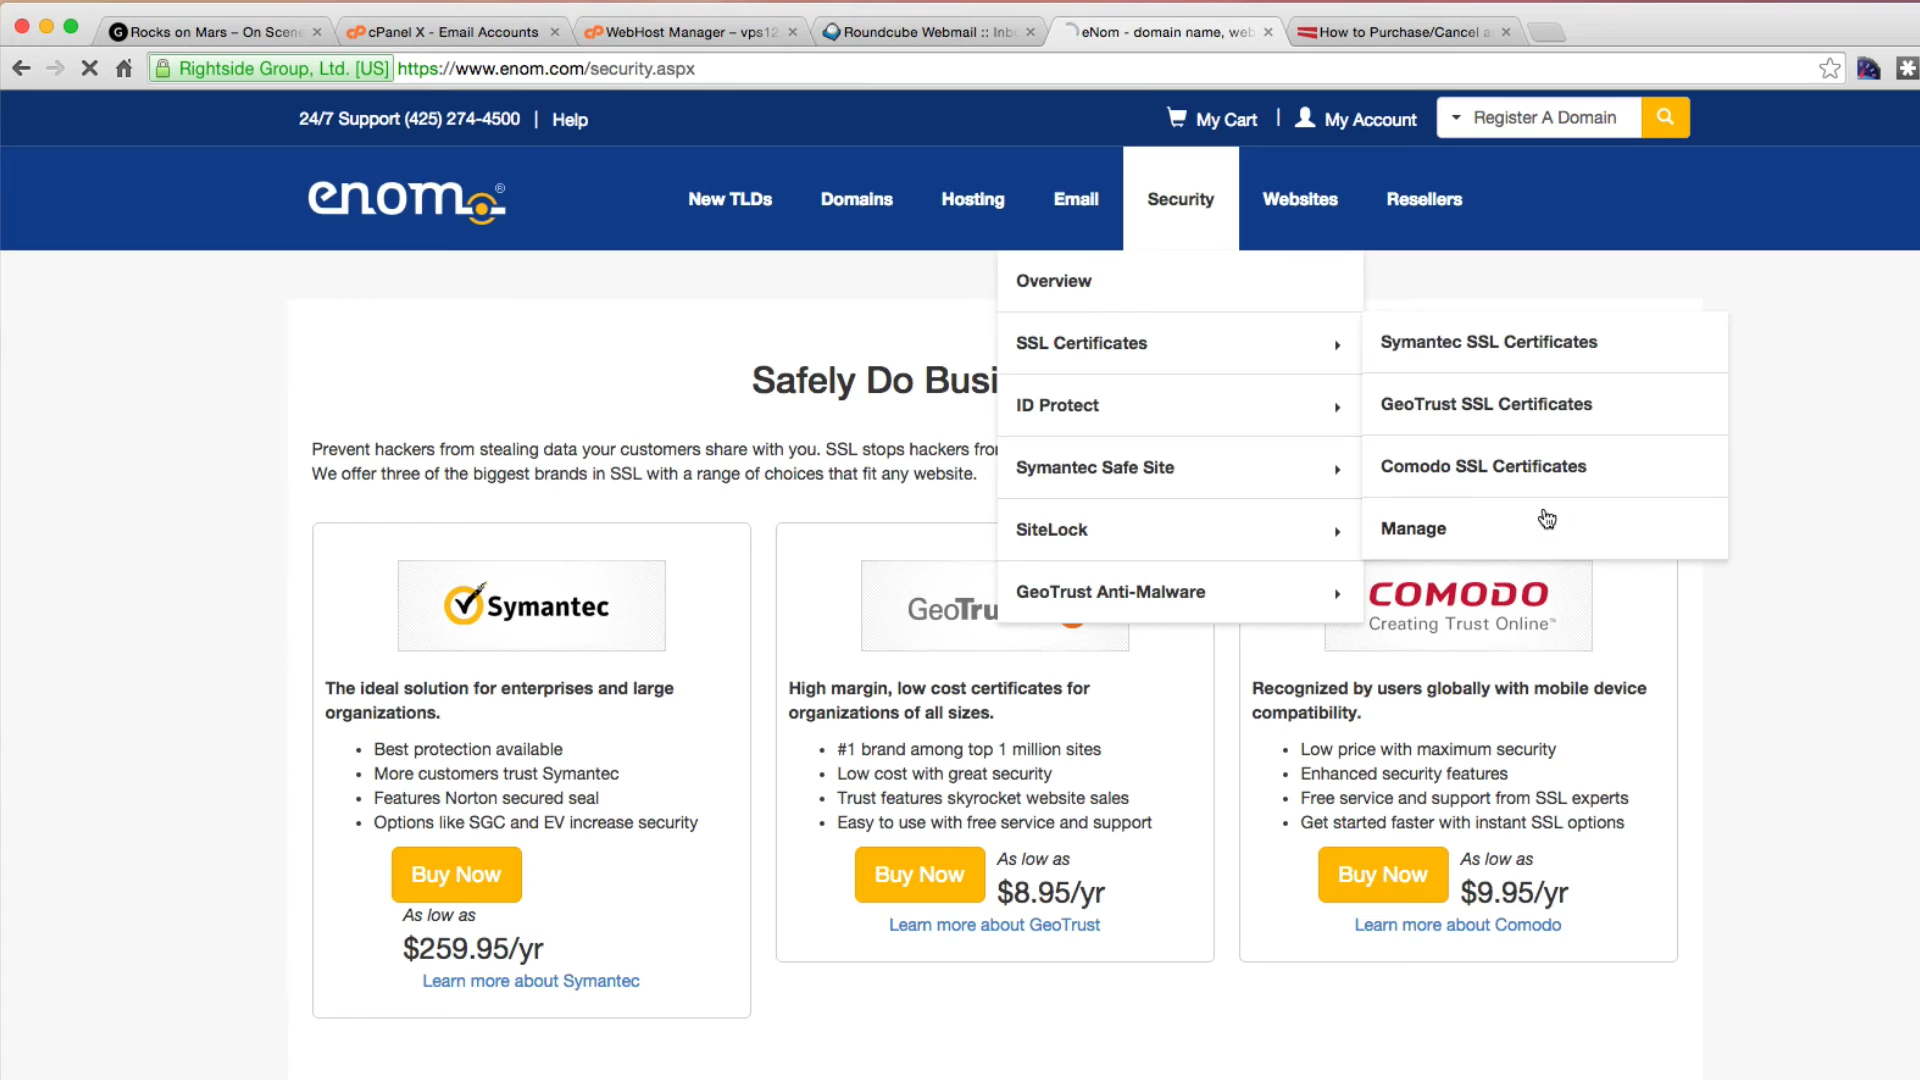 Rocks on Mars – On Scene
cPanel X - Email Accounts
WebHost Manager – vps12
Roundcube Webmail :: Inb
eNom - domain name, web
How to Purchase/Cancel a
Rightside Group, Ltd. [US] https://www.enom.com/security.aspx
24/7 Support (425) 274-4500 | Help
My Cart | My Account
Register A Domain
enom®
New TLDs
Domains
Hosting
Email
Security
Websites
Resellers
Overview
SSL Certificates
ID Protect
Symantec Safe Site
SiteLock
GeoTrust Anti-Malware
Symantec SSL Certificates
GeoTrust SSL Certificates
Comodo SSL Certificates
Manage
Safely Do Busi
Prevent hackers from stealing data your customers share with you. SSL stops hackers fro
We offer three of the biggest brands in SSL with a range of choices that fit any website.
Symantec
The ideal solution for enterprises and large
organizations.
• Best protection available
• More customers trust Symantec
• Features Norton secured seal
• Options like SGC and EV increase security
Buy Now
As low as
$259.95/yr
Learn more about Symantec
GeoTru
High margin, low cost certificates for
organizations of all sizes.
• #1 brand among top 1 million sites
• Low cost with great security
• Trust features skyrocket website sales
• Easy to use with free service and support
Buy Now
As low as
$8.95/yr
Learn more about GeoTrust
COMODO
Creating Trust Online™
Recognized by users globally with mobile device
compatibility.
• Low price with maximum security
• Enhanced security features
• Free service and support from SSL experts
• Get started faster with instant SSL options
Buy Now
As low as
$9.95/yr
Learn more about Comodo